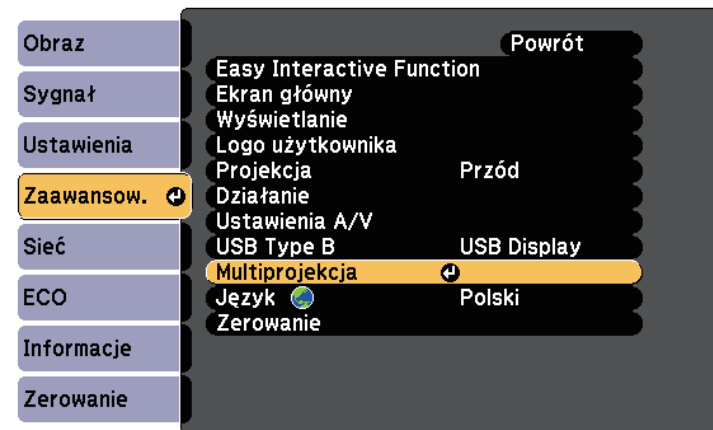 Obraz
Sygnał
Ustawienia
Zaawansow.
Sieć
ECO
Informacje
Zerowanie
Powrót
Easy Interactive Function
Ekran główny
Wyświetlanie
Logo użytkownika
Projekcja Przód
Działanie
Ustawienia A/V
USB Type B USB Display
Multiprojekcja
Język Polski
Zerowanie